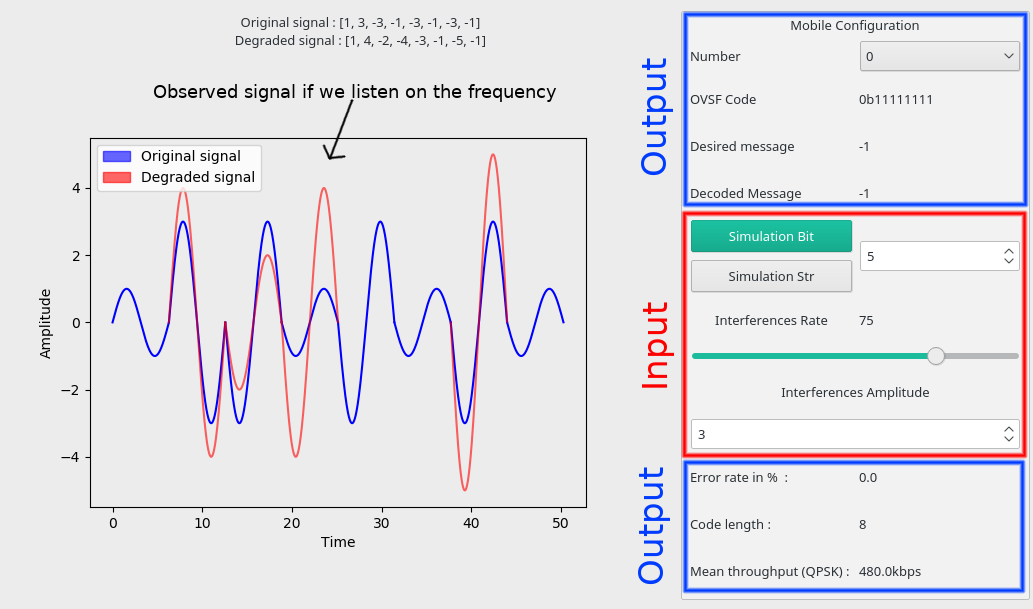 Original signal : [1, 3, -3, -1, -3, -1, -3, -1]
Degraded signal : [1, 4, -2, -4, -3, -1, -5, -1]
Observed signal if we listen on the frequency
Original signal
Degraded signal
4
2
0
−2
−4
Amplitude
0
10
20
30
40
50
Time
Output
Mobile Configuration
Number
0
OVSF Code
0b11111111
Desired message
-1
Decoded Message
-1
Input
Simulation Bit
5
Simulation Str
Interferences Rate
75
Interferences Amplitude
3
Output
Error rate in % :
0.0
Code length :
8
Mean throughput (QPSK) :
480.0kbps